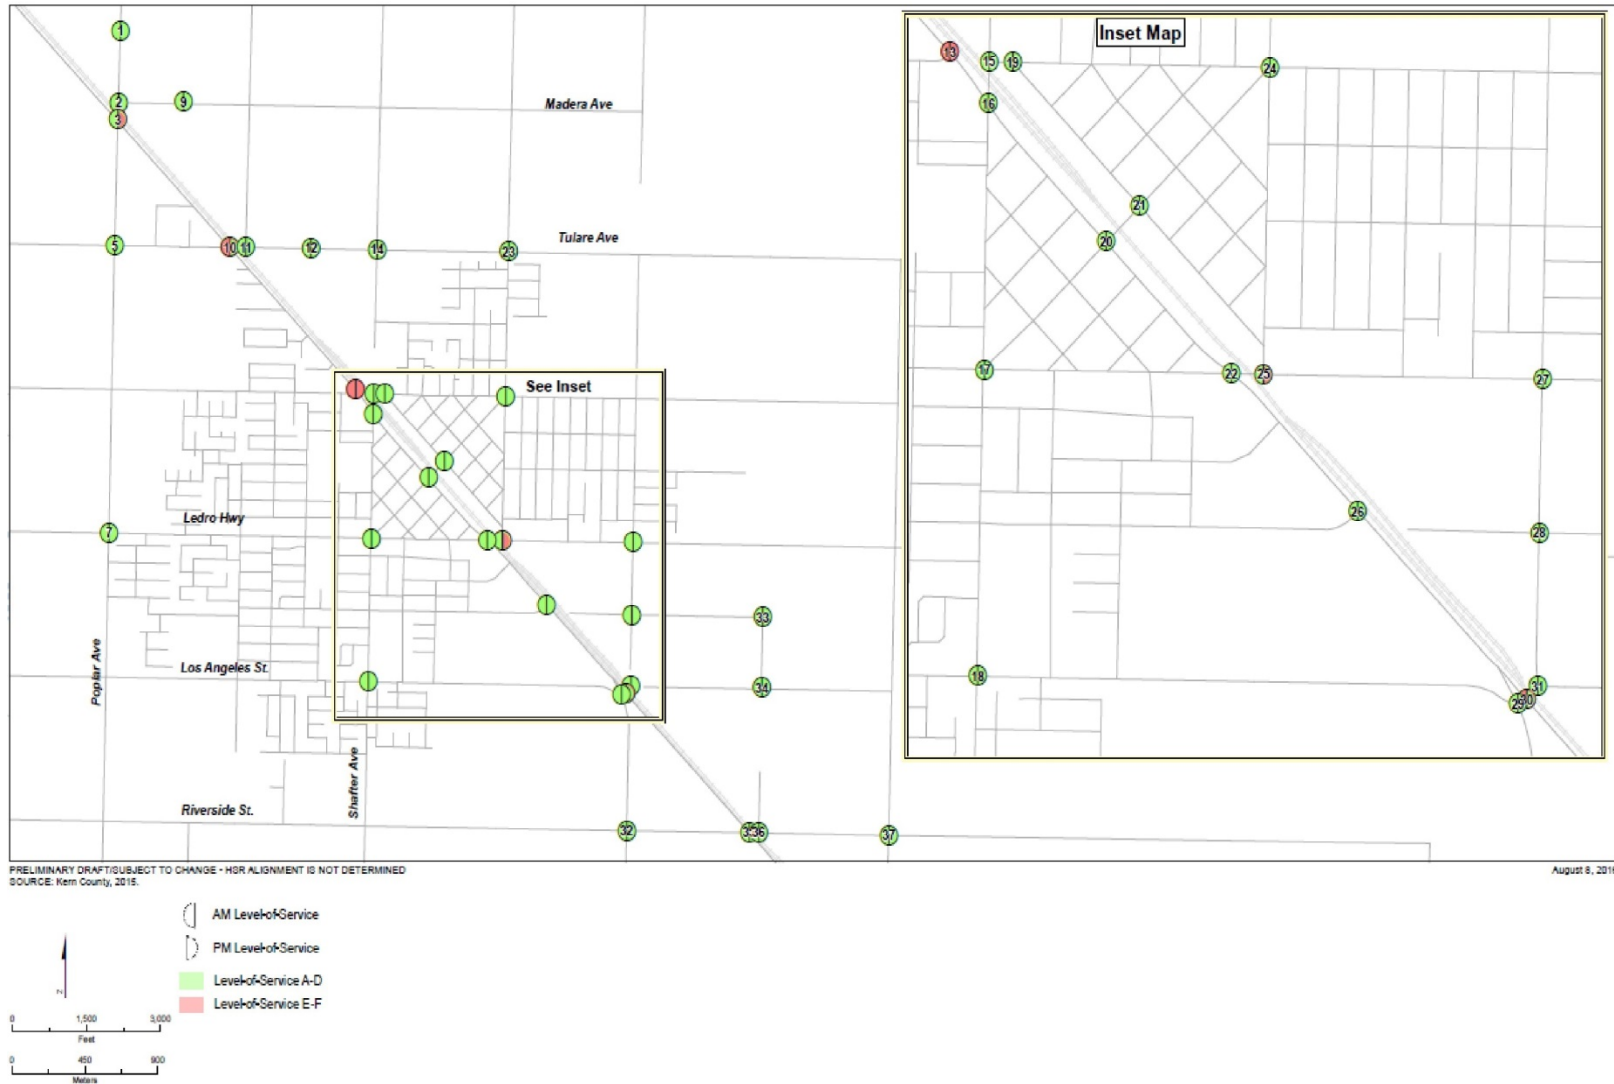 Inset Map
1
2
9
Madera Ave
3
5
10
11
12
14
23
Tulare Ave
See Inset
7
Ledro Hwy
33
Poplar Ave
Los Angeles St.
34
Shafter Ave
Riverside St.
32
36
37
13
15
19
24
16
21
20
17
22
25
27
26
28
18
29
31
PRELIMINARY DRAFT/SUBJECT TO CHANGE - HSR ALIGNMENT IS NOT DETERMINED
SOURCE: Kern County, 2015.
August 8, 2016
AM Level-of-Service
PM Level-of-Service
Level-of-Service A-D
Level-of-Service E-F
N
0 1,500 3,000
Feet
0 450 900
Meters